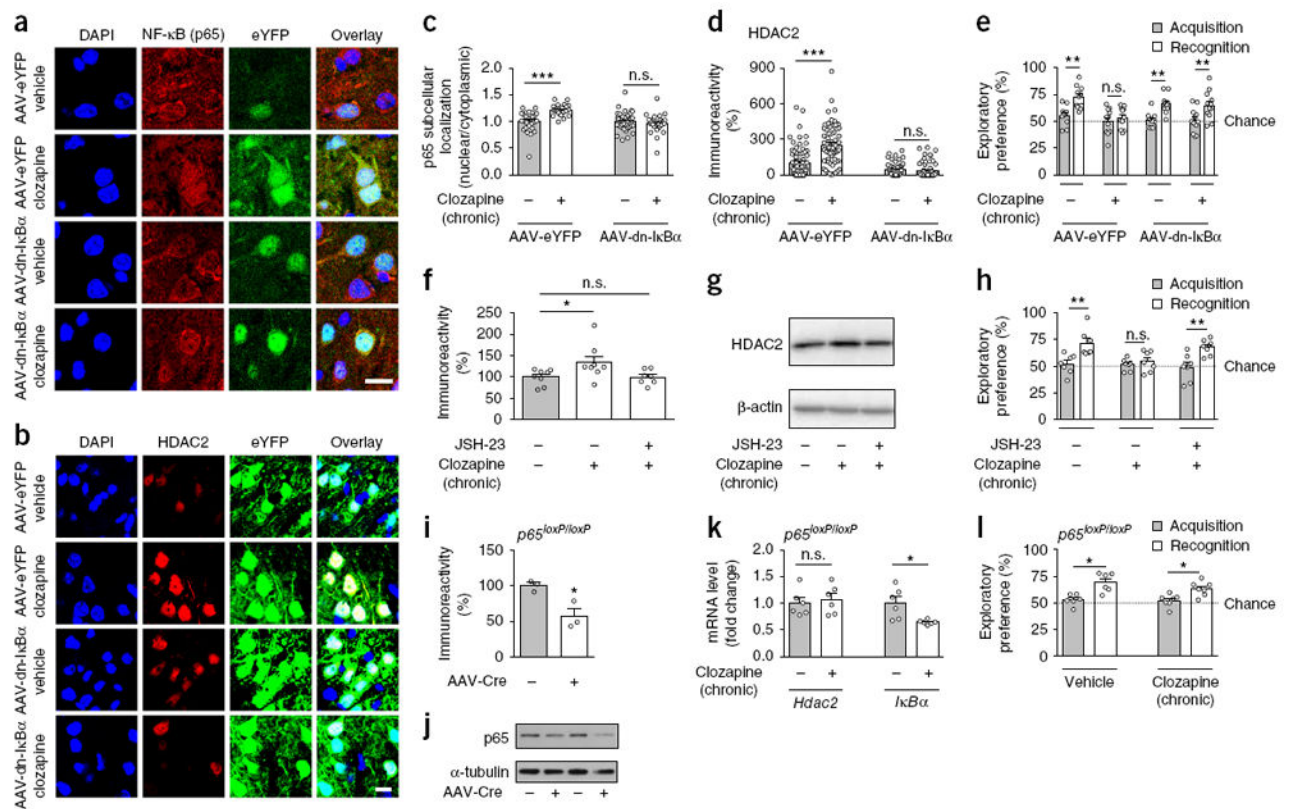 a
DAPI NF-κB (p65) eYFP Overlay
AAV-eYFP
vehicle
AAV-eYFP
clozapine
AAV-dn-IκBα
vehicle
AAV-dn-IκBα
clozapine
b
DAPI HDAC2 eYFP Overlay
AAV-eYFP
vehicle
AAV-eYFP
clozapine
AAV-dn-IκBα
vehicle
AAV-dn-IκBα
clozapine
c
p65 subcellular
localization
(nuclear/cytoplasmic)
2.0
1.5
1.0
0.5
0
*** n.s.
Clozapine
(chronic)
– + – +
AAV-eYFP AAV-dn-IκBα
d
HDAC2
Immunoreactivity
(%)
900
600
300
0
*** n.s.
Clozapine
(chronic)
– + – +
AAV-eYFP AAV-dn-IκBα
e
Acquisition
Recognition
Exploratory
preference (%)
100
75
50
25
0
** n.s. ** **
Chance
Clozapine
(chronic)
– + – +
AAV-eYFP AAV-dn-IκBα
f
Immunoreactivity
(%)
250
200
150
100
50
0
n.s.
*
JSH-23 – – +
Clozapine – + +
(chronic)
g
HDAC2
β-actin
JSH-23 – – +
Clozapine – + +
(chronic)
h
Acquisition
Recognition
Exploratory
preference (%)
100
75
50
25
0
** n.s. **
Chance
JSH-23 – – +
Clozapine – + +
(chronic)
i
p65loxP/loxP
Immunoreactivity
(%)
150
100
50
0
*
AAV-Cre – +
j
p65
α-tubulin
AAV-Cre – + – +
k
p65loxP/loxP
mRNA level
(fold change)
2.0
1.5
1.0
0.5
0.0
n.s. *
Clozapine
(chronic)
– + – +
Hdac2 IκBα
l
p65loxP/loxP
Acquisition
Recognition
Exploratory
preference (%)
100
75
50
25
0
* *
Chance
Vehicle Clozapine
(chronic)